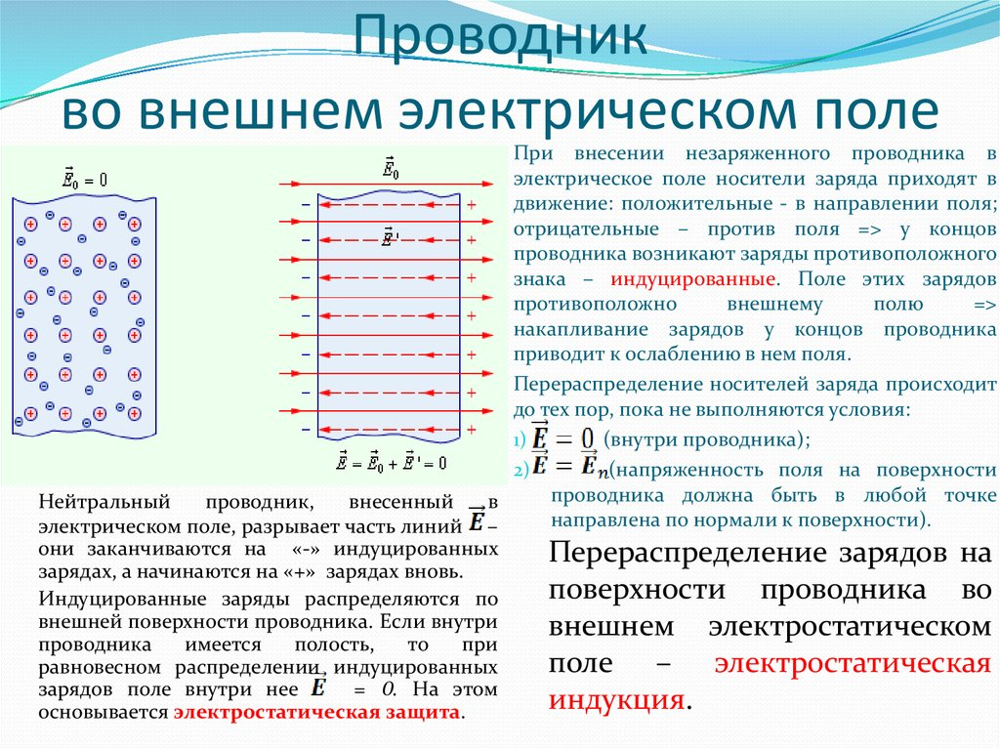 Проводник
во внешнем электрическом поле
E⃗₀ = 0
E⃗₀
E⃗'
E⃗ = E⃗₀ + E⃗' = 0
При внесении незаряженного проводника в
электрическое поле носители заряда приходят в
движение: положительные - в направлении поля;
отрицательные – против поля => у концов
проводника возникают заряды противоположного
знака – индуцированные. Поле этих зарядов
противоположно внешнему полю =>
накапливание зарядов у концов проводника
приводит к ослаблению в нем поля.
Перераспределение носителей заряда происходит
до тех пор, пока не выполняются условия:
1) E⃗ = 0 (внутри проводника);
2) E⃗ = E⃗ₙ (напряженность поля на поверхности
проводника должна быть в любой точке
направлена по нормали к поверхности).
Перераспределение зарядов на
поверхности проводника во
внешнем электростатическом
поле – электростатическая
индукция.
Нейтральный проводник, внесенный в
электрическом поле, разрывает часть линий E⃗ –
они заканчиваются на «-» индуцированных
зарядах, а начинаются на «+» зарядах вновь.
Индуцированные заряды распределяются по
внешней поверхности проводника. Если внутри
проводника имеется полость, то при
равновесном распределении индуцированных
зарядов поле внутри нее E⃗ = 0. На этом
основывается электростатическая защита.